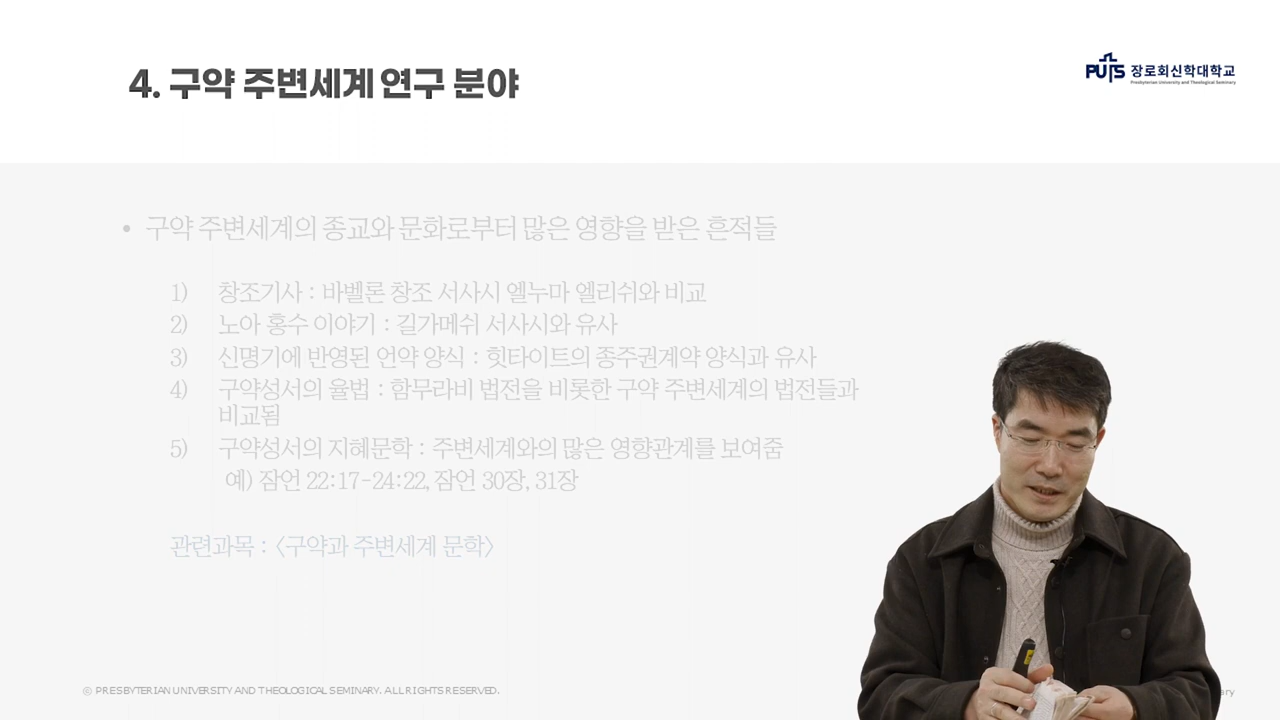 4. 구약 주변세계 연구 분야
PUTS 장로회신학대학교
Presbyterian University and Theological Seminary
• 구약 주변세계의 종교와 문화로부터 많은 영향을 받은 흔적들
1) 창조기사 : 바벨론 창조 서사시 엘누마 엘리쉬와 비교
2) 노아 홍수 이야기 : 길가메쉬 서사시와 유사
3) 신명기에 반영된 언약 양식 : 힛타이트의 종주권계약 양식과 유사
4) 구약성서의 율법 : 함무라비 법전을 비롯한 구약 주변세계의 법전들과
비교됨
5) 구약성서의 지혜문학 : 주변세계와의 많은 영향관계를 보여줌
예) 잠언 22:17-24:22, 잠언 30장, 31장
관련과목 : 〈구약과 주변세계 문학〉
© PRESBYTERIAN UNIVERSITY AND THEOLOGICAL SEMINARY. ALL RIGHTS RESERVED.